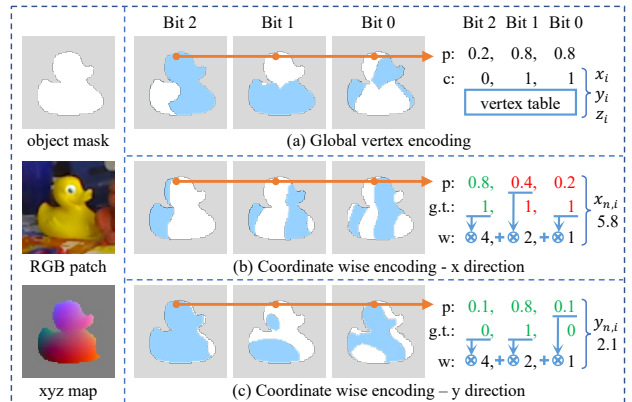 Bit 2 Bit 1 Bit 0 Bit 2 Bit 1 Bit 0
p: 0.2, 0.8, 0.8
c: 0, 1, 1
vertex table
x_i
y_i
z_i
object mask
(a) Global vertex encoding
p: 0.8, 0.4, 0.2
g.t.: 1, 1, 1
w: ⊗ 4, + ⊗ 2, + ⊗ 1
x_{n,i}
5.8
RGB patch
(b) Coordinate wise encoding - x direction
p: 0.1, 0.8, 0.1
g.t.: 0, 1, 0
w: ⊗ 4, + ⊗ 2, + ⊗ 1
y_{n,i}
2.1
xyz map
(c) Coordinate wise encoding – y direction